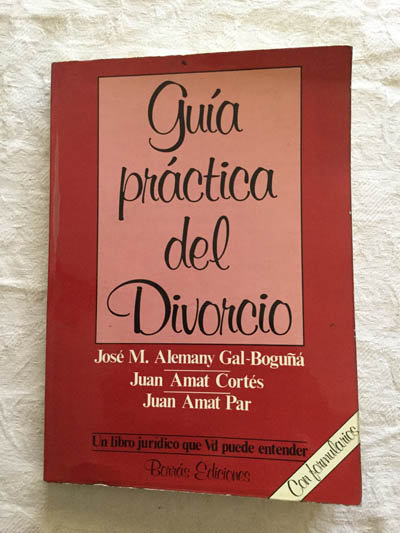 Guía
práctica
del
Divorcio
José M. Alemany Gal-Boguñá
Juan Amat Cortés
Juan Amat Par
Un libro jurídico que Vd puede entender
Borrás Ediciones
Con formularios